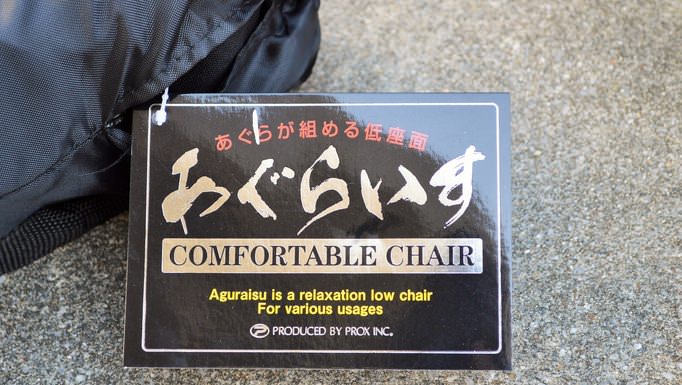 あぐらが組める低座面
あぐらいす
COMFORTABLE CHAIR
Aguraisu is a relaxation low chair
For various usages
PRODUCED BY PROX INC.